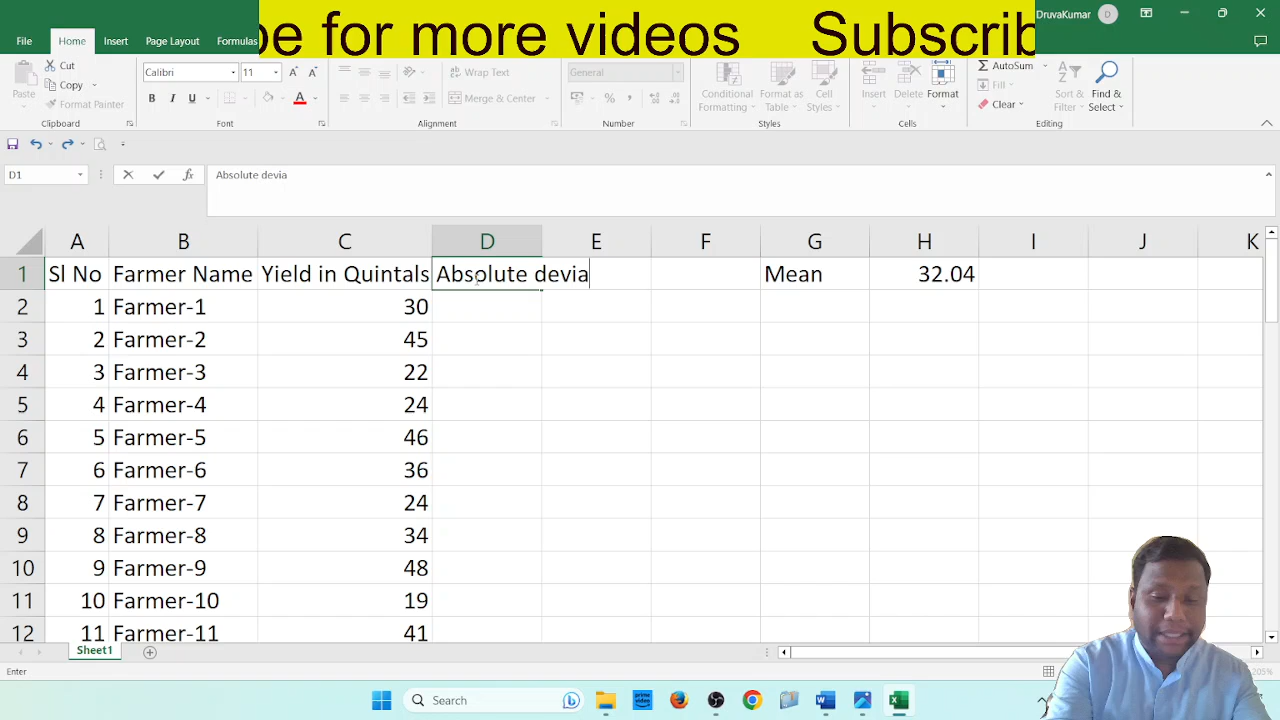 be for more videos Subscrib
DruvaKumar D
File Home Insert Page Layout Formulas
Paste Cut Copy Format Painter
Clipboard
Calibri 11
B I U A
Font
Wrap Text
Merge & Center
Alignment
General
%
Number
Conditional Formatting Format as Table Cell Styles
Styles
Insert Delete Format
Cells
AutoSum Fill Clear Sort & Filter Find & Select
Editing
D1 fx Absolute devia
A B C D E F G H I J K
1 Sl No Farmer Name Yield in Quintals Absolute devia Mean 32.04
2 1 Farmer-1 30
3 2 Farmer-2 45
4 3 Farmer-3 22
5 4 Farmer-4 24
6 5 Farmer-5 46
7 6 Farmer-6 36
8 7 Farmer-7 24
9 8 Farmer-8 34
10 9 Farmer-9 48
11 10 Farmer-10 19
12 11 Farmer-11 41
Sheet1
Enter 205%
Search